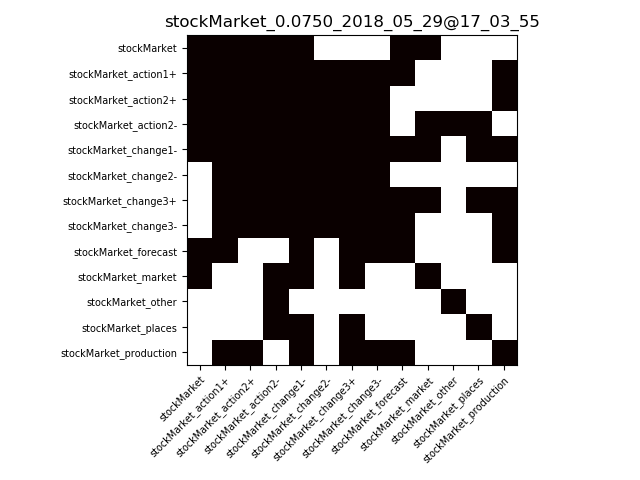 stockMarket_0.0750_2018_05_29@17_03_55
stockMarket
stockMarket_action1+
stockMarket_action2+
stockMarket_action2-
stockMarket_change1-
stockMarket_change2-
stockMarket_change3+
stockMarket_change3-
stockMarket_forecast
stockMarket_market
stockMarket_other
stockMarket_places
stockMarket_production
stockMarket
stockMarket_action1+
stockMarket_action2+
stockMarket_action2-
stockMarket_change1-
stockMarket_change2-
stockMarket_change3+
stockMarket_change3-
stockMarket_forecast
stockMarket_market
stockMarket_other
stockMarket_places
stockMarket_production